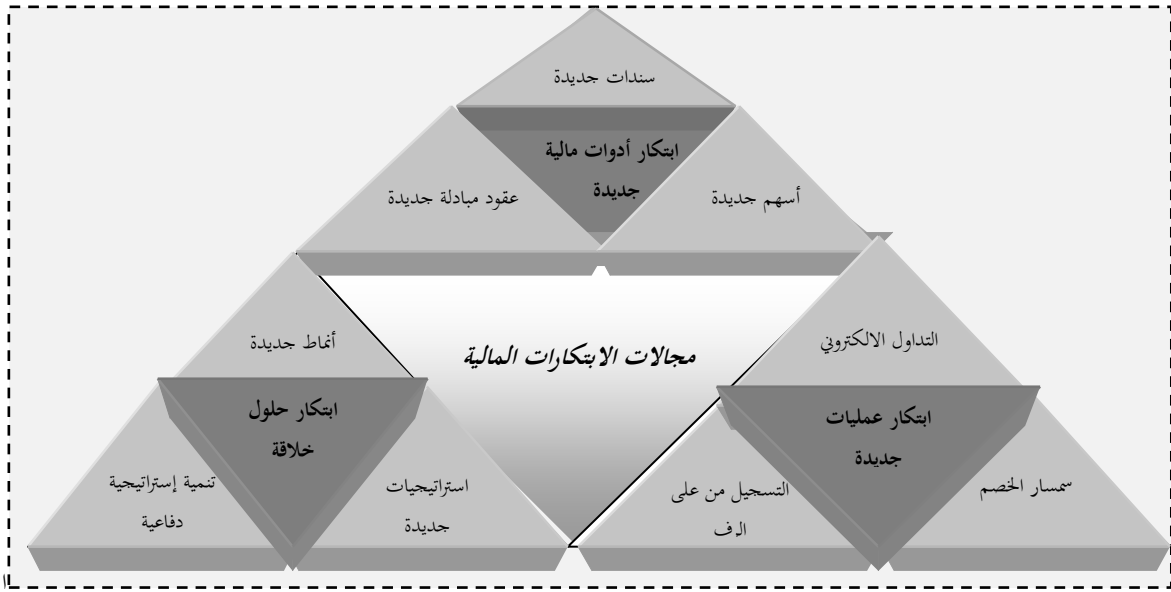 سندات جديدة
ابتكار أدوات مالية
جديدة
أسهم جديدة
عقود مبادلة جديدة
مجالات الابتكارات المالية
التداول الالكتروني
ابتكار عمليات
جديدة
سمسار الخصم
التسجيل من على
الرف
أنماط جديدة
ابتكار حلول
خلاقة
استراتيجيات
جديدة
تنمية إستراتيجية
دفاعية